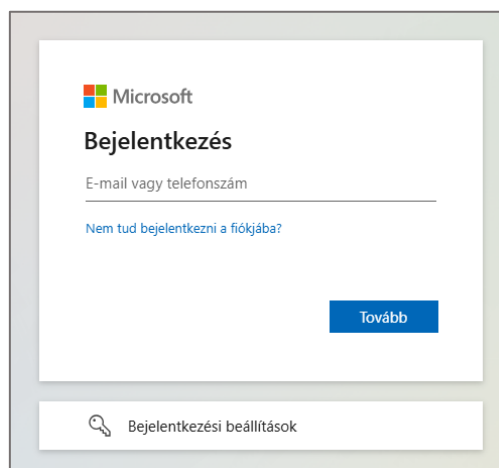 Microsoft
Bejelentkezés
E-mail vagy telefonszám
Nem tud bejelentkezni a fiókjába?
Tovább
Bejelentkezési beállítások